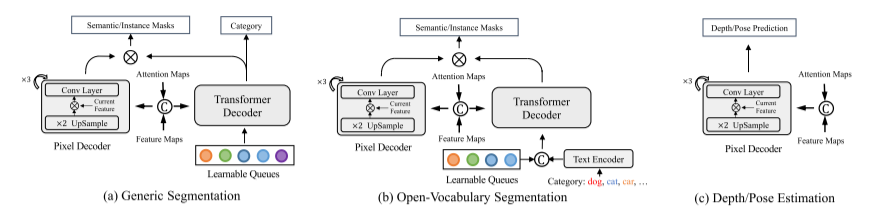 Semantic/Instance Masks
Category
×3
Conv Layer
Current
Feature
×2 UpSample
Pixel Decoder
Attention Maps
C
Feature Maps
Transformer
Decoder
Learnable Queues
(a) Generic Segmentation
Semantic/Instance Masks
×3
Conv Layer
Current
Feature
×2 UpSample
Pixel Decoder
Attention Maps
C
Feature Maps
Transformer
Decoder
Learnable Queues
C
Text Encoder
Category: dog, cat, car, …
(b) Open-Vocabulary Segmentation
Depth/Pose Prediction
×3
Conv Layer
Current
Feature
×2 UpSample
Pixel Decoder
Attention Maps
C
Feature Maps
(c) Depth/Pose Estimation